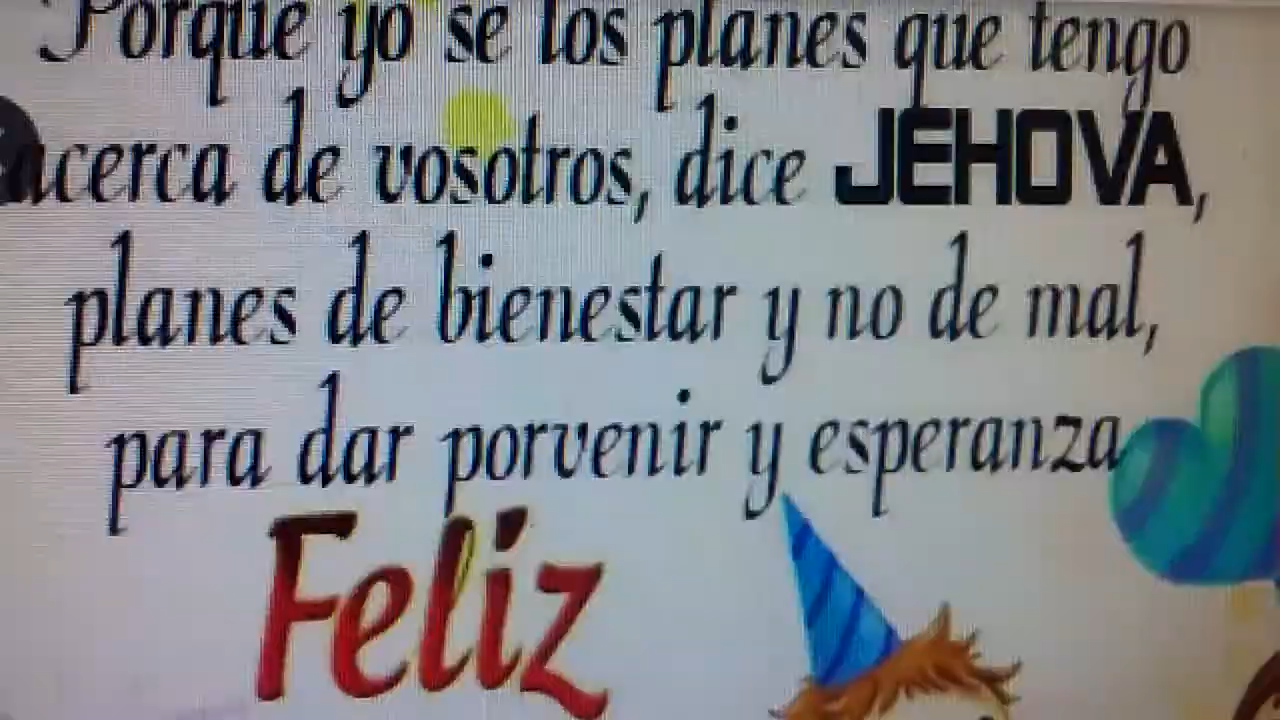 Porque yo se los planes que tengo
acerca de vosotros, dice JEHOVA,
planes de bienestar y no de mal,
para dar porvenir y esperanza
Feliz